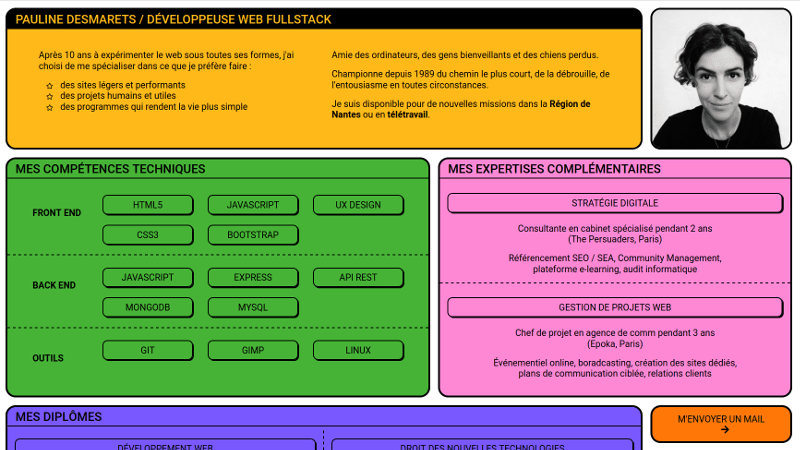 PAULINE DESMARETS / DÉVELOPPEUSE WEB FULLSTACK
Après 10 ans à expérimenter le web sous toutes ses formes, j'ai
choisi de me spécialiser dans ce que je préfère faire :
des sites légers et performants
des projets humains et utiles
des programmes qui rendent la vie plus simple
Amie des ordinateurs, des gens bienveillants et des chiens perdus.
Championne depuis 1989 du chemin le plus court, de la débrouille, de
l'entousiasme en toutes circonstances.
Je suis disponible pour de nouvelles missions dans la Région de
Nantes ou en télétravail.
MES COMPÉTENCES TECHNIQUES
FRONT END
HTML5
JAVASCRIPT
UX DESIGN
CSS3
BOOTSTRAP
BACK END
JAVASCRIPT
EXPRESS
API REST
MONGODB
MYSQL
OUTILS
GIT
GIMP
LINUX
MES EXPERTISES COMPLÉMENTAIRES
STRATÉGIE DIGITALE
Consultante en cabinet spécialisé pendant 2 ans
(The Persuaders, Paris)
Référencement SEO / SEA, Community Management,
plateforme e-learning, audit informatique
GESTION DE PROJETS WEB
Chef de projet en agence de comm pendant 3 ans
(Epoka, Paris)
Événementiel online, boradcasting, création des sites dédiés,
plans de communication ciblée, relations clients
MES DIPLÔMES
DÉVELOPPEMENT WEB
DROIT DES NOUVELLES TECHNOLOGIES
M'ENVOYER UN MAIL
→